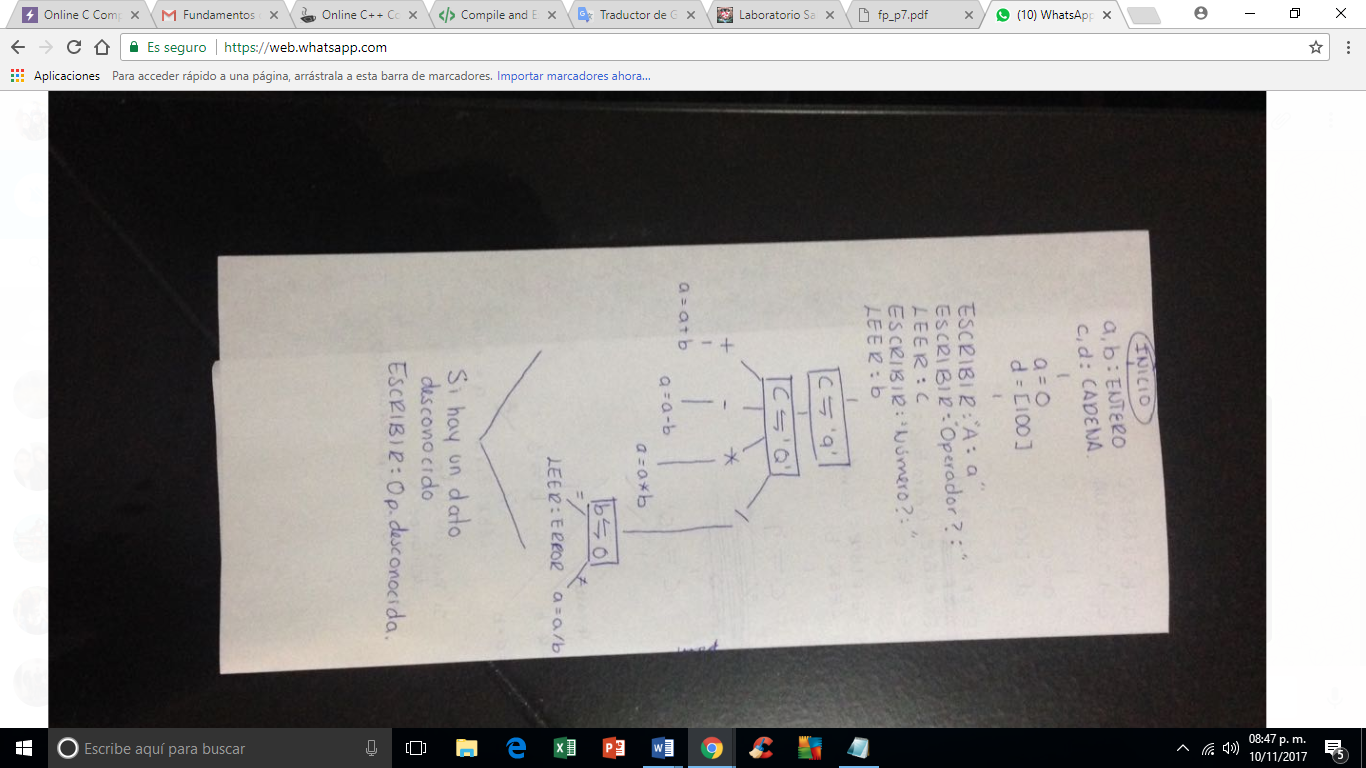 Online C Comp
Fundamentos
Online C++ Co
Compile and E
Traductor de G
Laboratorio Sa
fp_p7.pdf
(10) WhatsApp
Es seguro
https://web.whatsapp.com
Aplicaciones
Para acceder rápido a una página, arrástrala a esta barra de marcadores. Importar marcadores ahora...
INICIO
a, b: ENTERO
c, d: CADENA
a=0
d=[100]
ESCRIBIR: "A: a"
ESCRIBIR: "Operador?: "
LEER: c
ESCRIBIR: "Número?: "
LEER: b
C ⇆ 'q'
C ⇆ 'Q'
+ - * /
a=a+b
a=a-b
a=a*b
b ⇆ 0
= ≠
LEER: ERROR a=a/b
Si hay un dato
desconocido
ESCRIBIR: Op. desconocida.
Escribe aquí para buscar
08:47 p. m.
10/11/2017
5